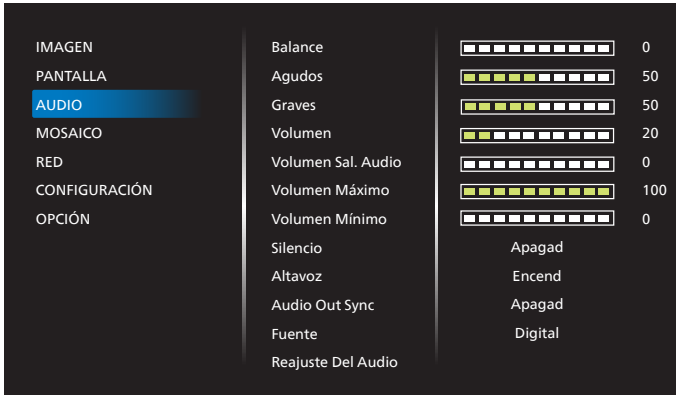 IMAGEN
PANTALLA
AUDIO
MOSAICO
RED
CONFIGURACIÓN
OPCIÓN
Balance 0
Agudos 50
Graves 50
Volumen 20
Volumen Sal. Audio 0
Volumen Máximo 100
Volumen Mínimo 0
Silencio Apagad
Altavoz Encend
Audio Out Sync Apagad
Fuente Digital
Reajuste Del Audio